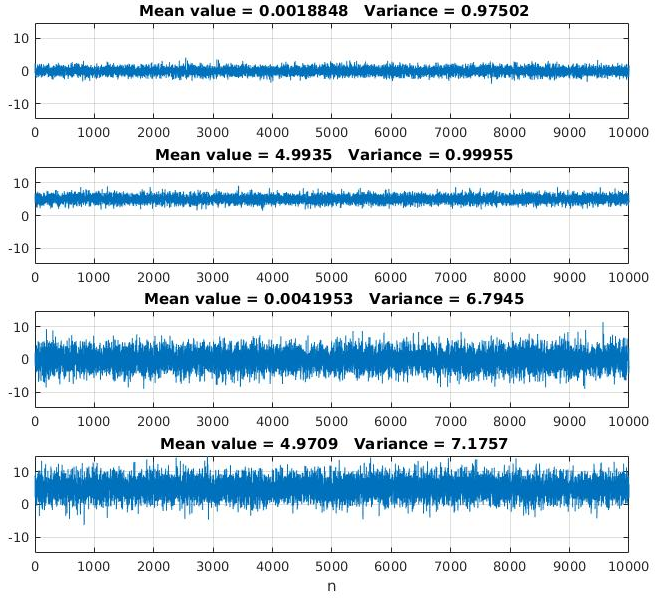 Mean value = 0.0018848   Variance = 0.97502
10
0
-10
0 1000 2000 3000 4000 5000 6000 7000 8000 9000 10000
Mean value = 4.9935   Variance = 0.99955
10
0
-10
0 1000 2000 3000 4000 5000 6000 7000 8000 9000 10000
Mean value = 0.0041953   Variance = 6.7945
10
0
-10
0 1000 2000 3000 4000 5000 6000 7000 8000 9000 10000
Mean value = 4.9709   Variance = 7.1757
10
0
-10
0 1000 2000 3000 4000 5000 6000 7000 8000 9000 10000
n